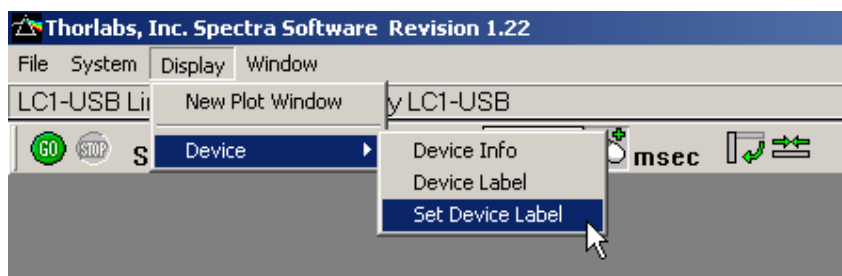 Thorlabs, Inc. Spectra Software Revision 1.22
File System Display Window
LC1-USB Li
New Plot Window
y LC1-USB
GO STOP S
Device
Device Info
msec
Device Label
Set Device Label